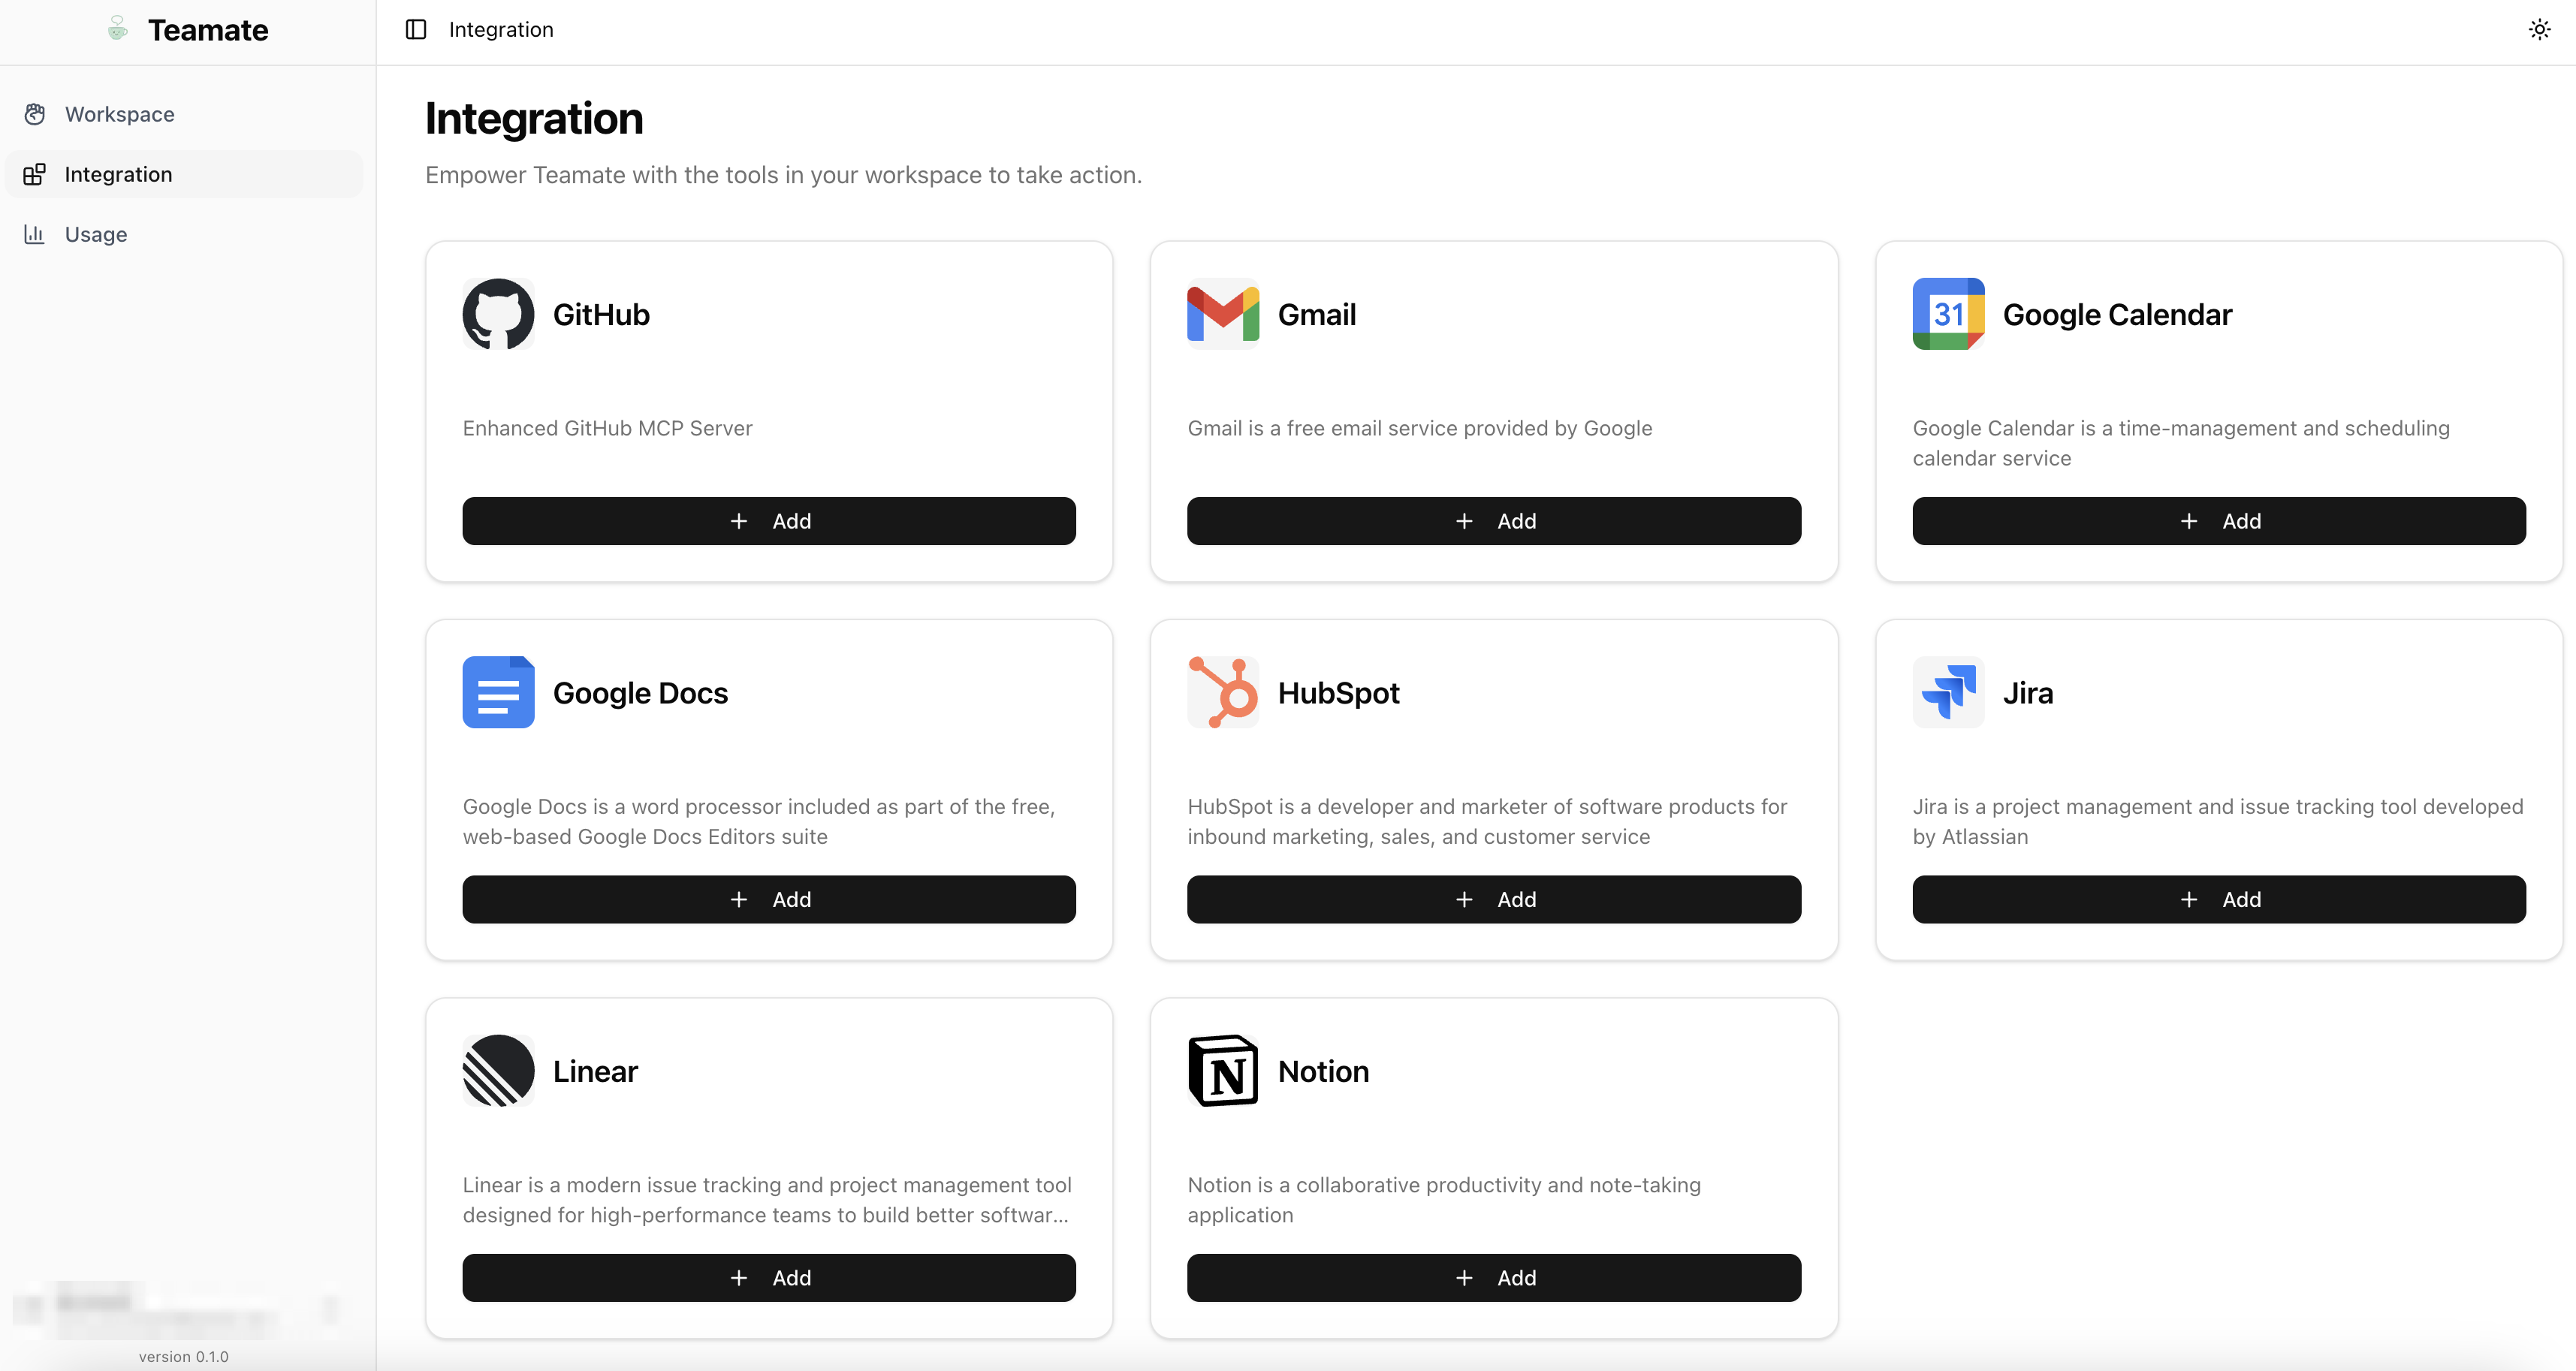 Teamate
Integration
Workspace
Integration
Usage
Integration
Empower Teamate with the tools in your workspace to take action.
GitHub
Enhanced GitHub MCP Server
+ Add
Gmail
Gmail is a free email service provided by Google
+ Add
31
Google Calendar
Google Calendar is a time-management and scheduling
calendar service
+ Add
Google Docs
Google Docs is a word processor included as part of the free,
web-based Google Docs Editors suite
+ Add
HubSpot
HubSpot is a developer and marketer of software products for
inbound marketing, sales, and customer service
+ Add
Jira
Jira is a project management and issue tracking tool developed
by Atlassian
+ Add
Linear
Linear is a modern issue tracking and project management tool
designed for high-performance teams to build better softwar...
+ Add
N
Notion
Notion is a collaborative productivity and note-taking
application
+ Add
version 0.1.0